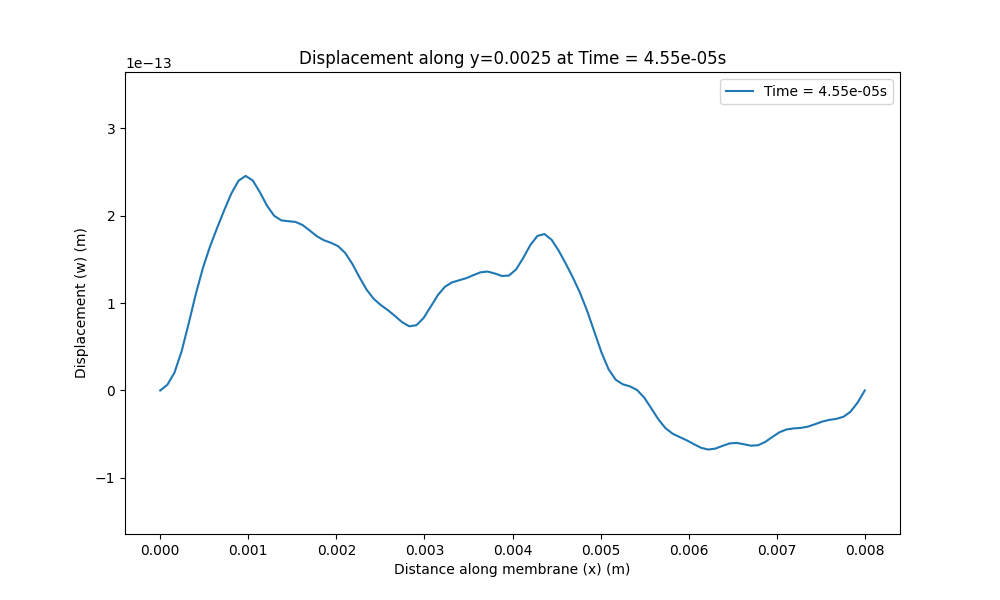 Displacement along y=0.0025 at Time = 4.55e-05s
1e−13
Time = 4.55e-05s
3
2
1
0
−1
Displacement (w) (m)
0.000 0.001 0.002 0.003 0.004 0.005 0.006 0.007 0.008
Distance along membrane (x) (m)